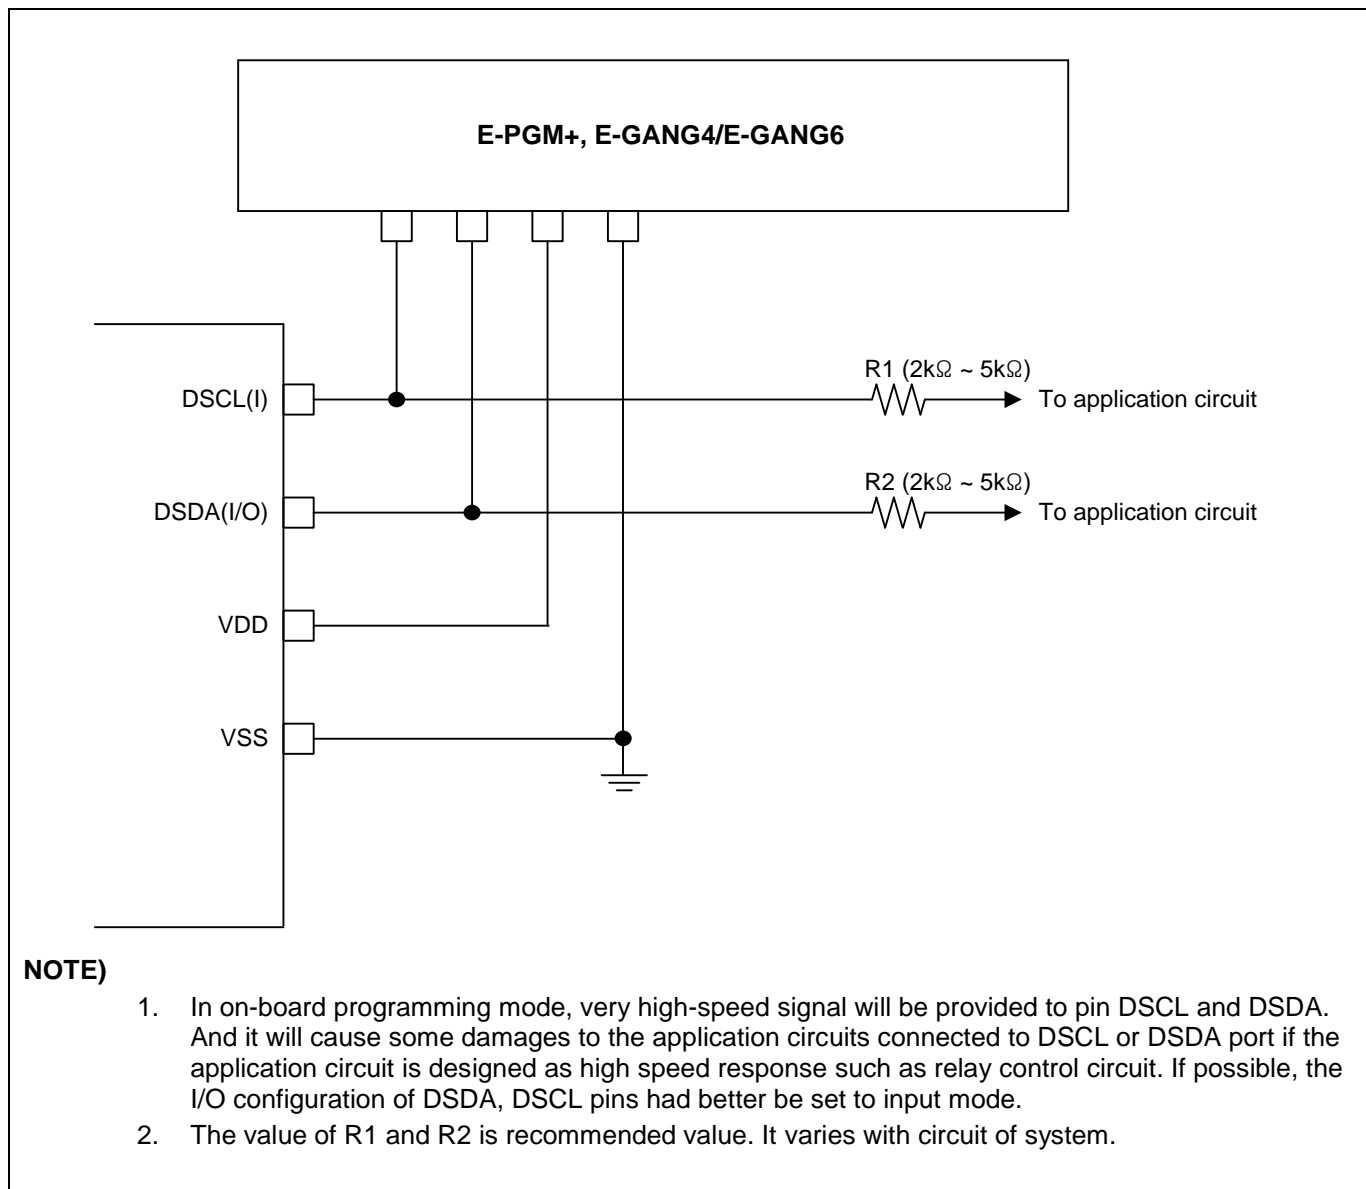 E-PGM+, E-GANG4/E-GANG6
R1 (2kΩ ~ 5kΩ)
DSCL(I)
To application circuit
R2 (2kΩ ~ 5kΩ)
DSDA(I/O)
To application circuit
VDD
VSS
NOTE)
1. In on-board programming mode, very high-speed signal will be provided to pin DSCL and DSDA.
And it will cause some damages to the application circuits connected to DSCL or DSDA port if the
application circuit is designed as high speed response such as relay control circuit. If possible, the
I/O configuration of DSDA, DSCL pins had better be set to input mode.
2. The value of R1 and R2 is recommended value. It varies with circuit of system.